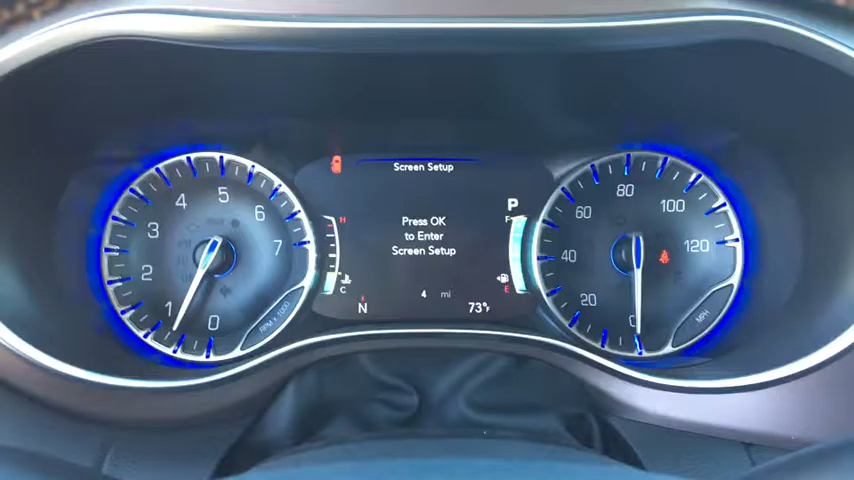 Screen Setup
P
Press OK
to Enter
Screen Setup
H
C
F
E
4 mi
N
73°F
0
1
2
3
4
5
6
7
RPM x 1000
0
20
40
60
80
100
120
MPH